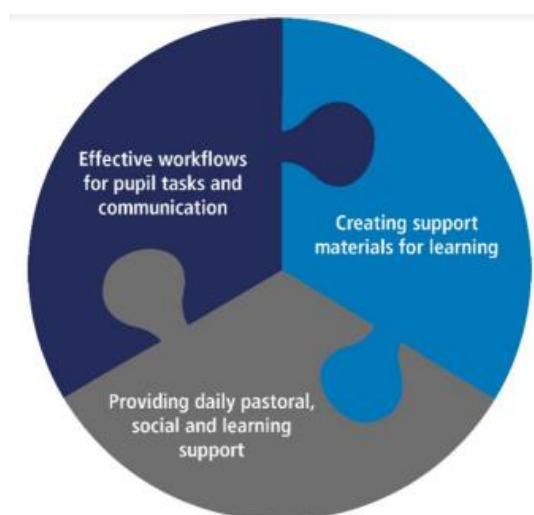 Effective workflows
for pupil tasks and
communication
Creating support
materials for learning
Providing daily pastoral,
social and learning
support